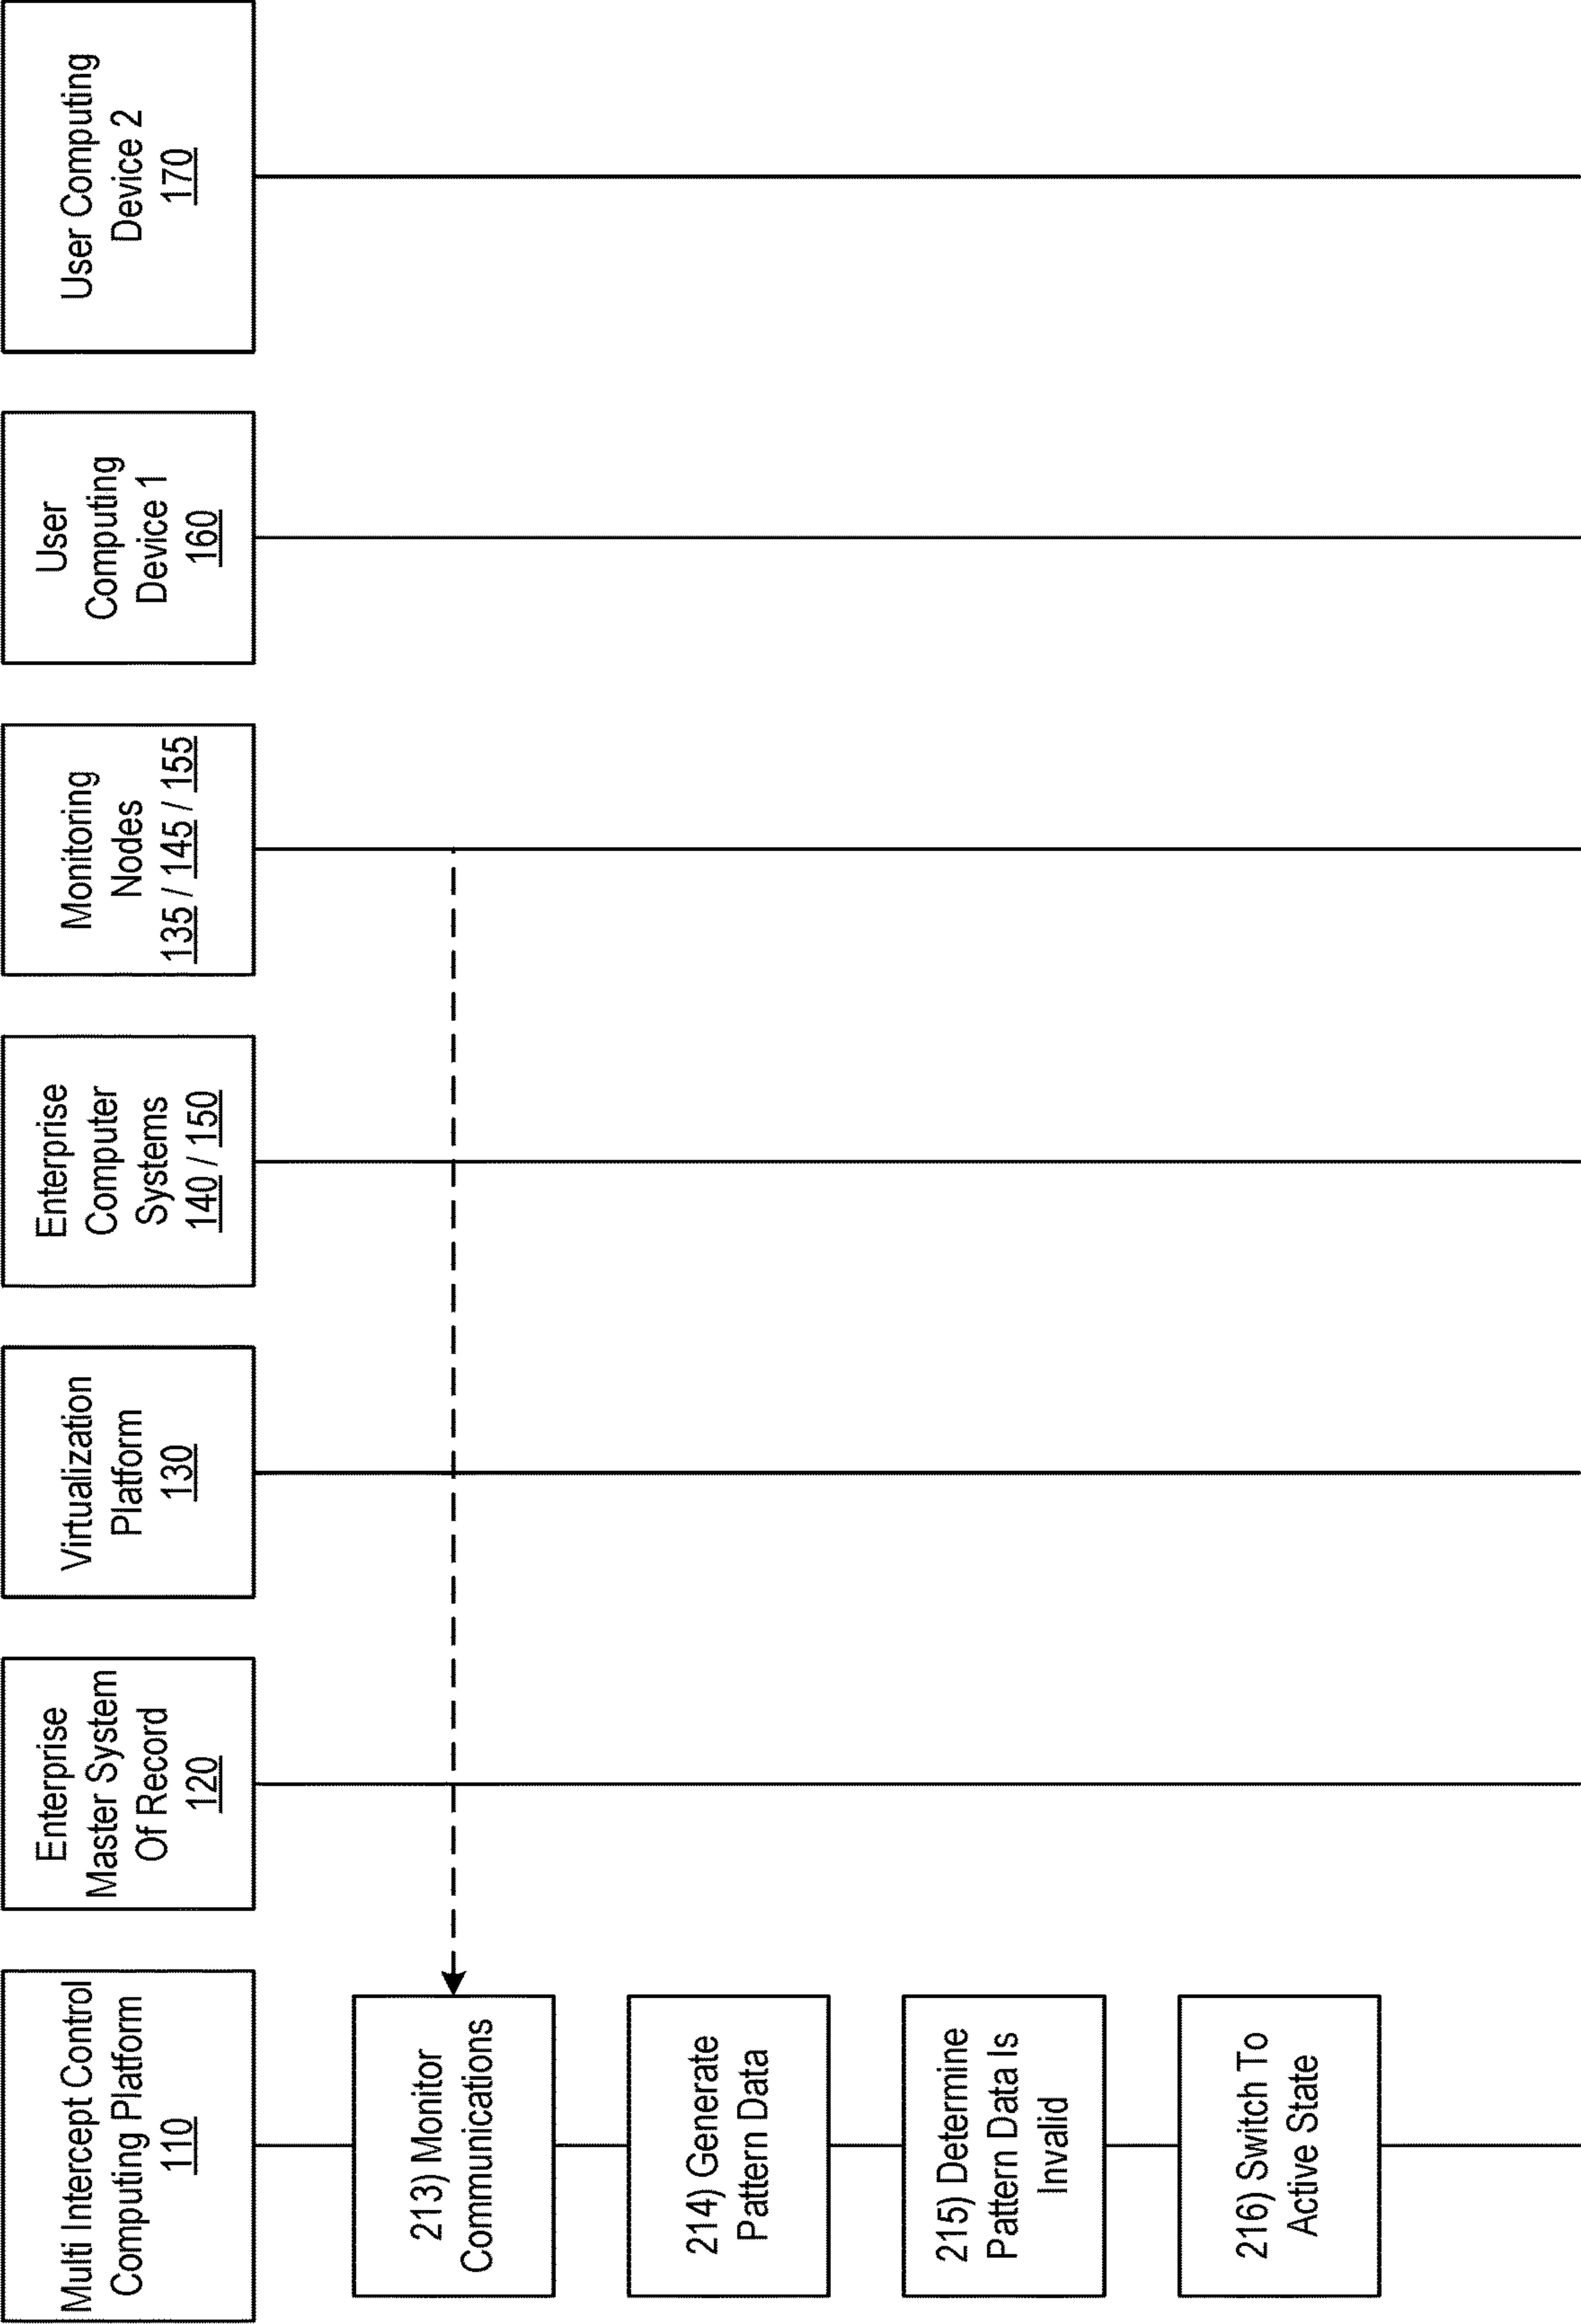 Multi Intercept Control
Computing Platform
110
Enterprise
Master System
Of Record
120
Virtualization
Platform
130
Enterprise
Computer
Systems
140 / 150
Monitoring
Nodes
135 / 145 / 155
User
Computing
Device 1
160
User Computing
Device 2
170
213) Monitor
Communications
214) Generate
Pattern Data
215) Determine
Pattern Data Is
Invalid
216) Switch To
Active State